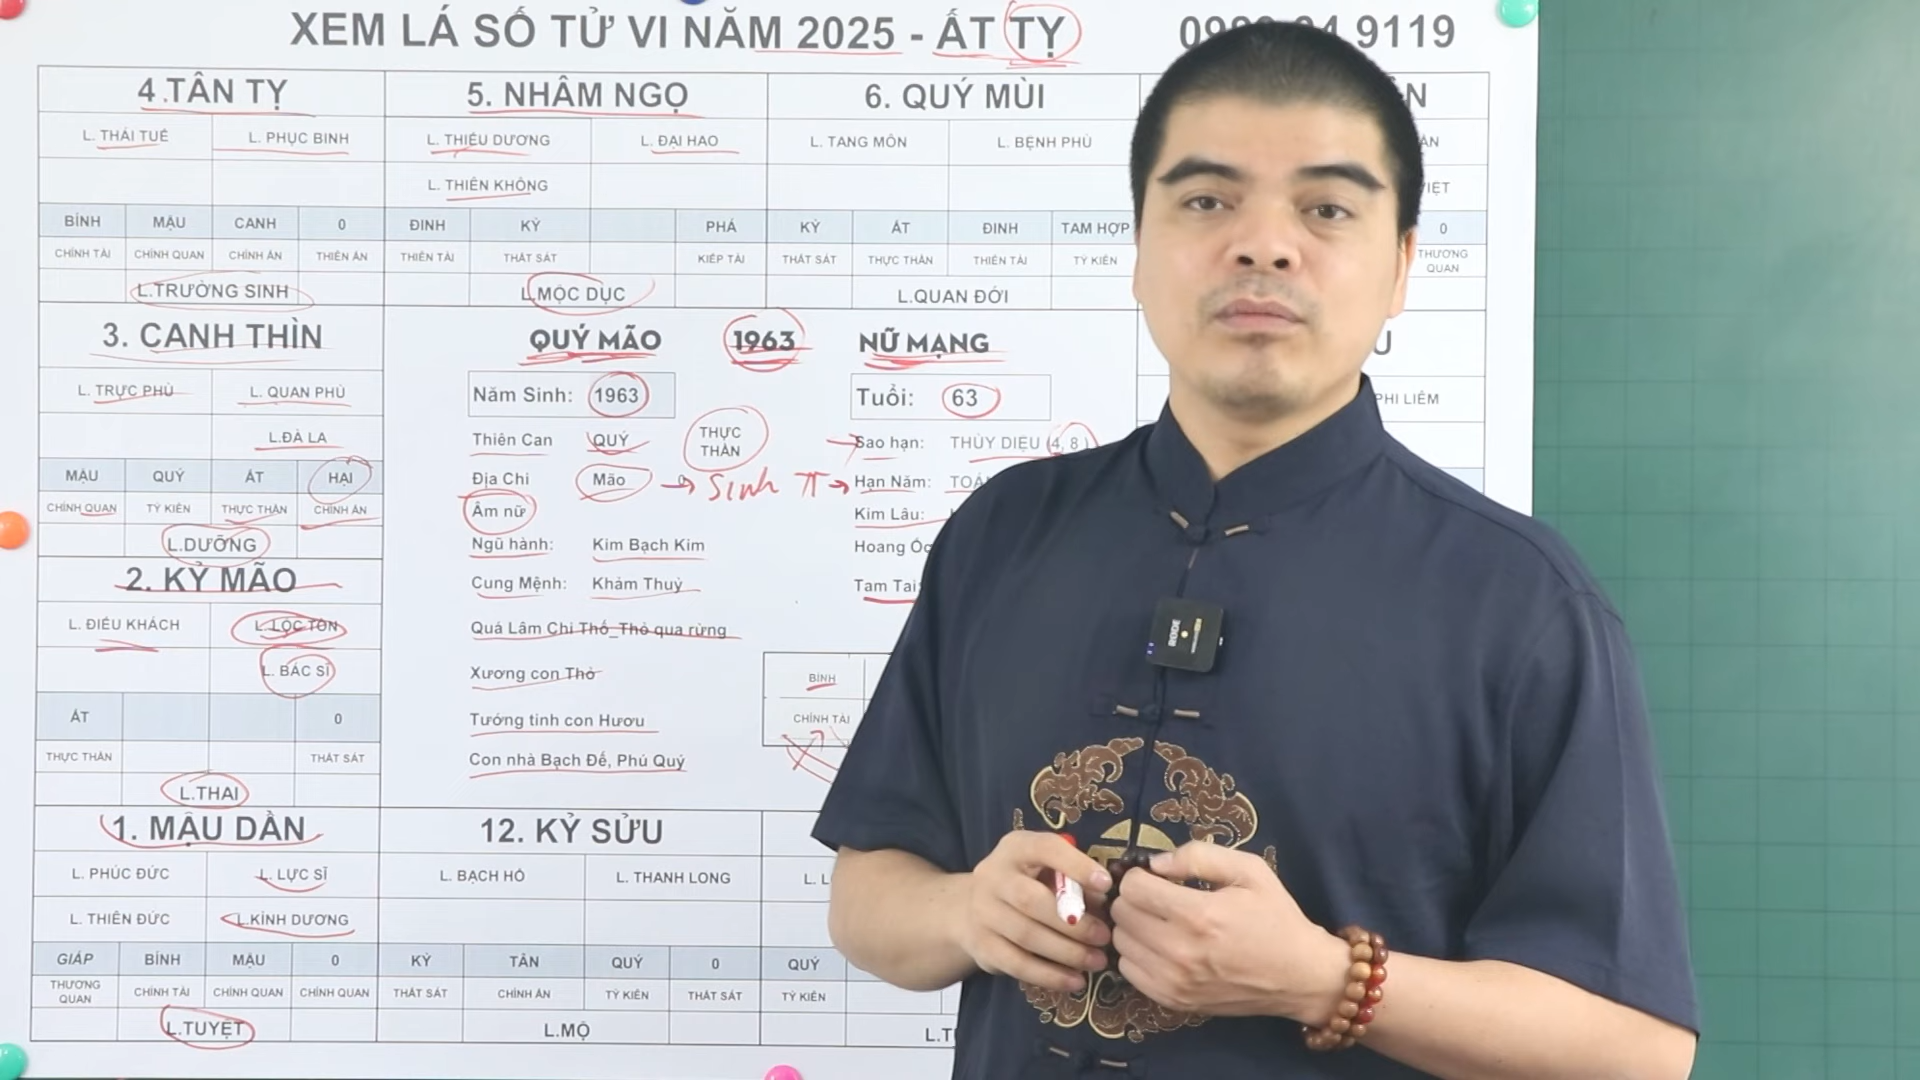 XEM LÁ SỐ TỬ VI NĂM 2025 - ẤT TỴ
9119
4 .TÂN TỴ
5. NHÂM NGỌ
6. QUÝ MÙI
L. THÁI TUẾ
L. PHỤC BINH
L. THIẾU DƯƠNG
L. ĐẠI HAO
L. TANG MÔN
L. BỆNH PHÙ
L. THIÊN KHÔNG
BÍNH
MẬU
CANH
0
ĐINH
KỶ
PHÁ
KỶ
ẤT
ĐINH
TAM HỢP
0
CHÍNH TÀI
CHÍNH QUAN
CHÍNH ẤN
THIÊN ẤN
THIÊN TÀI
THẤT SÁT
KIẾP TÀI
THẤT SÁT
THỰC THẦN
THIÊN TÀI
TỶ KIÊN
THƯƠNG
QUAN
L.TRƯỜNG SINH
L.MỘC DỤC
L.QUAN ĐỚI
3. CANH THÌN
L. TRỰC PHÙ
L. QUAN PHỦ
L.ĐÀ LA
MẬU
QUÝ
ẤT
HẠI
CHÍNH QUAN
TỶ KIÊN
THỰC THẦN
CHÍNH ẤN
L.DƯỠNG
QUÝ MÃO
1963
NỮ MẠNG
Năm Sinh:
1963
Tuổi:
63
PHI LIÊM
Thiên Can
QUÝ
THỰC
THẦN
Sao hạn:
THỦY DIỆU (4, 8 )
Địa Chi
Mão
Sinh
Hạn Năm:
Âm nữ
Kim Lâu:
Ngũ hành:
Kim Bạch Kim
Hoang
Cung Mệnh:
Khảm Thuỷ
Tam Tai:
Quá Lâm Chi Thố_Thỏ qua rừng
Xương con Thỏ
Tướng tinh con Hươu
Con nhà Bạch Đế, Phú Quý
BÍNH
CHÍNH TÀI
2. KỶ MÃO
L. ĐIẾU KHÁCH
L. LỘC TỒN
L. BÁC SĨ
ẤT
0
THỰC THẦN
THẤT SÁT
L.THAI
1. MẬU DẦN
12. KỶ SỬU
L. PHÚC ĐỨC
L. LỰC SĨ
L. BẠCH HỔ
L. THANH LONG
L. THIÊN ĐỨC
L.KÌNH DƯƠNG
GIÁP
BÍNH
MẬU
0
KỶ
TÂN
QUÝ
0
QUÝ
THƯƠNG
QUAN
CHÍNH TÀI
CHÍNH QUAN
CHÍNH QUAN
THẤT SÁT
CHÍNH ẤN
TỶ KIÊN
THẤT SÁT
TỶ KIÊN
L.TUYỆT
L.MỘ
RØDE